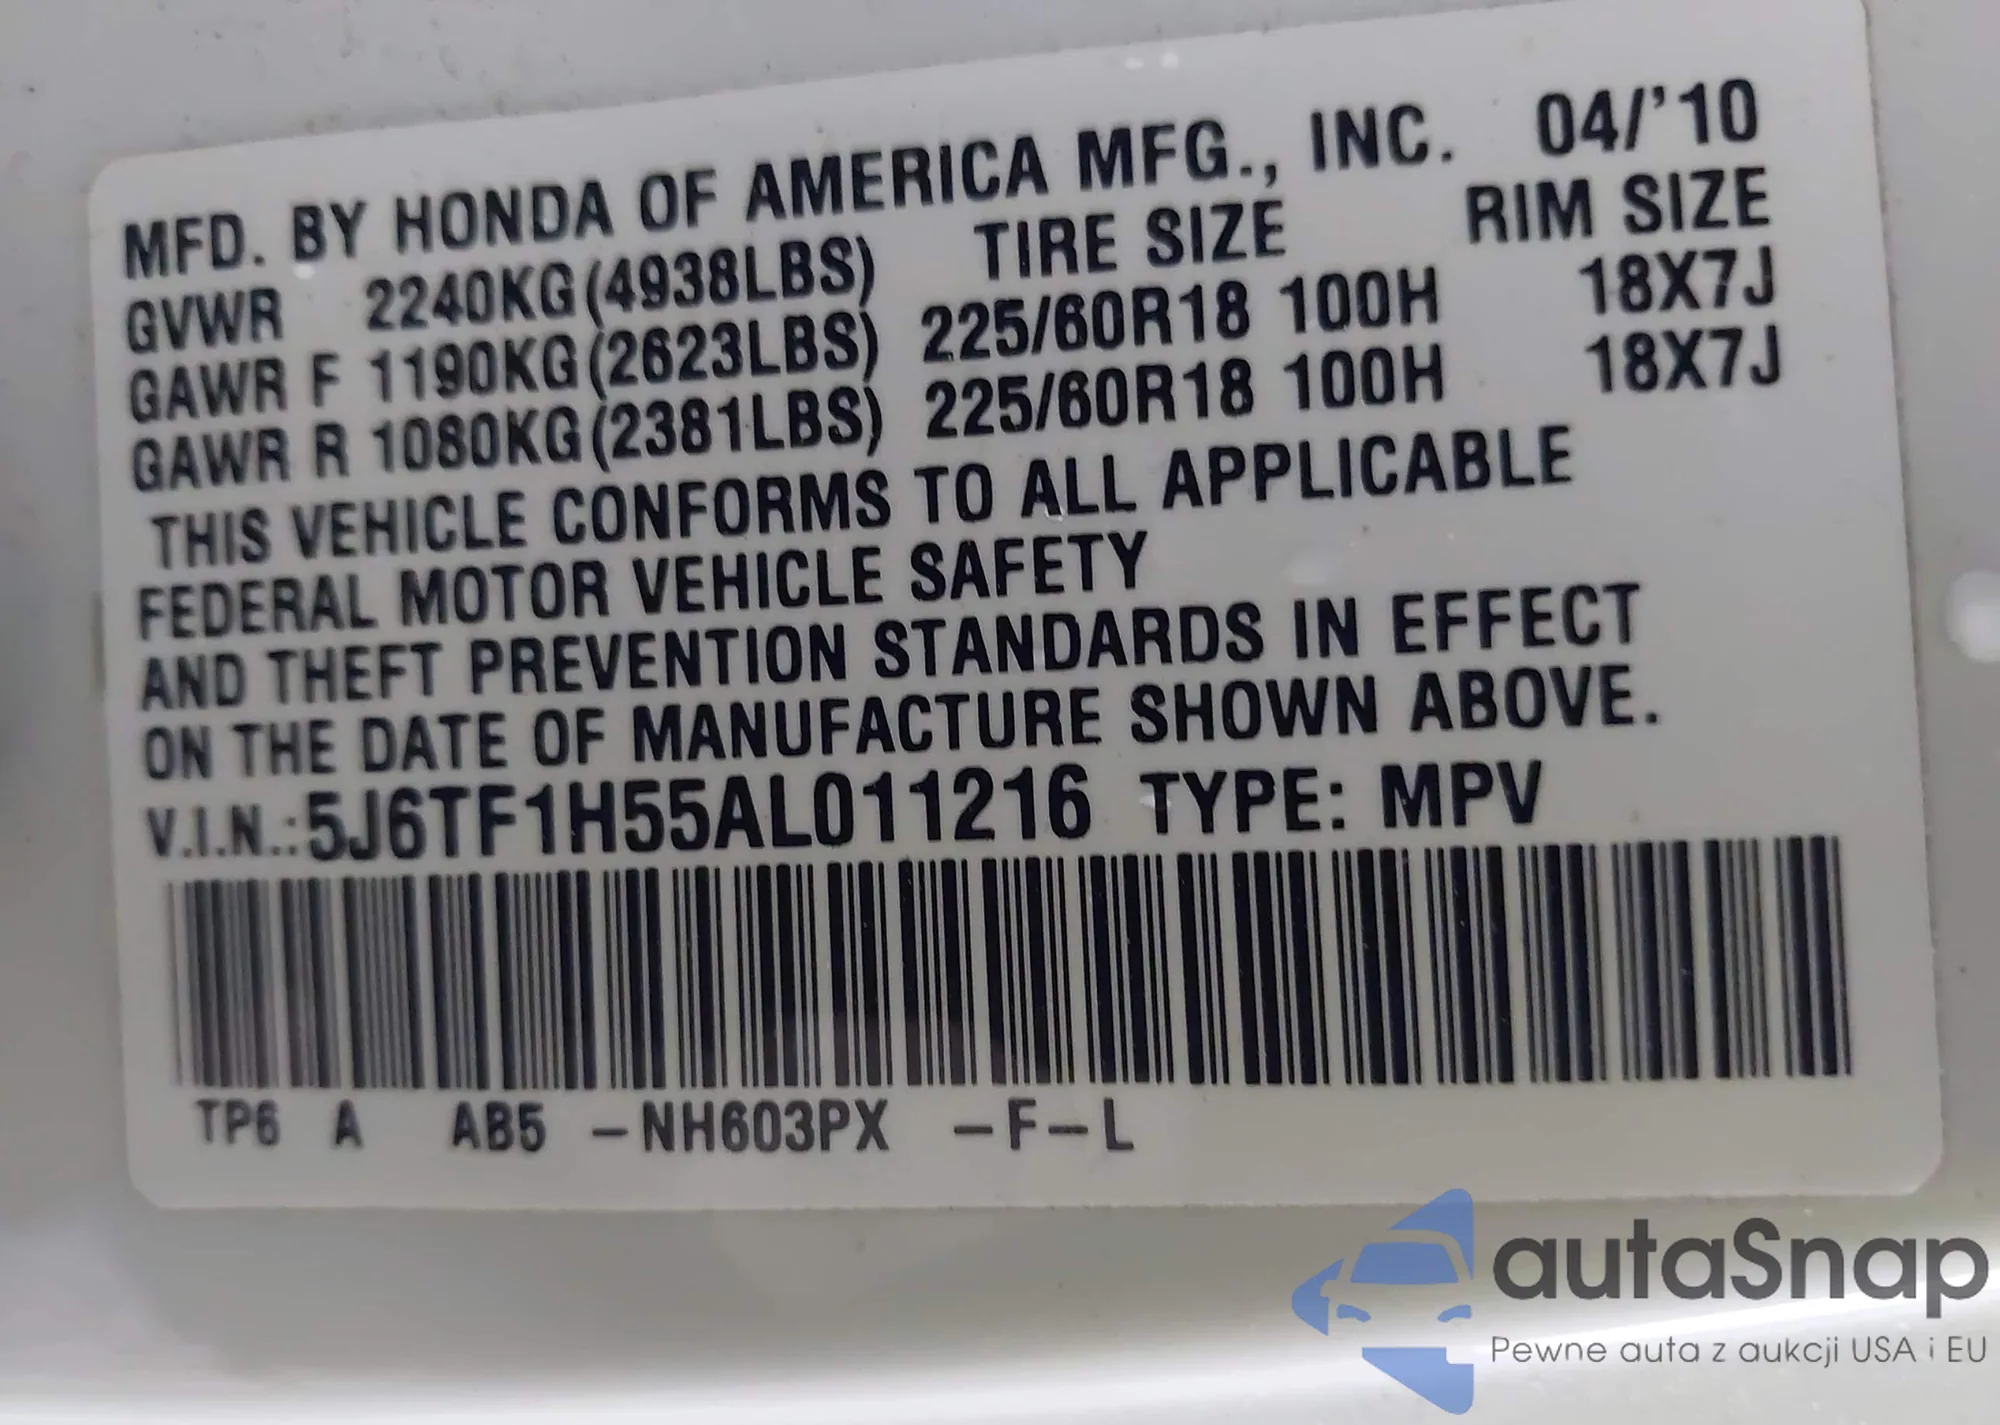 MFD. BY HONDA OF AMERICA MFG., INC. 04/'10
GVWR 2240KG(4938LBS) TIRE SIZE RIM SIZE
GAWR F 1190KG(2623LBS) 225/60R18 100H 18X7J
GAWR R 1080KG(2381LBS) 225/60R18 100H 18X7J
THIS VEHICLE CONFORMS TO ALL APPLICABLE
FEDERAL MOTOR VEHICLE SAFETY
AND THEFT PREVENTION STANDARDS IN EFFECT
ON THE DATE OF MANUFACTURE SHOWN ABOVE.
V.I.N.:5J6TF1H55AL011216 TYPE: MPV
TP6 A AB5 -NH603PX -F-L
autaSnap
Pewne auta z aukcji USA i EU